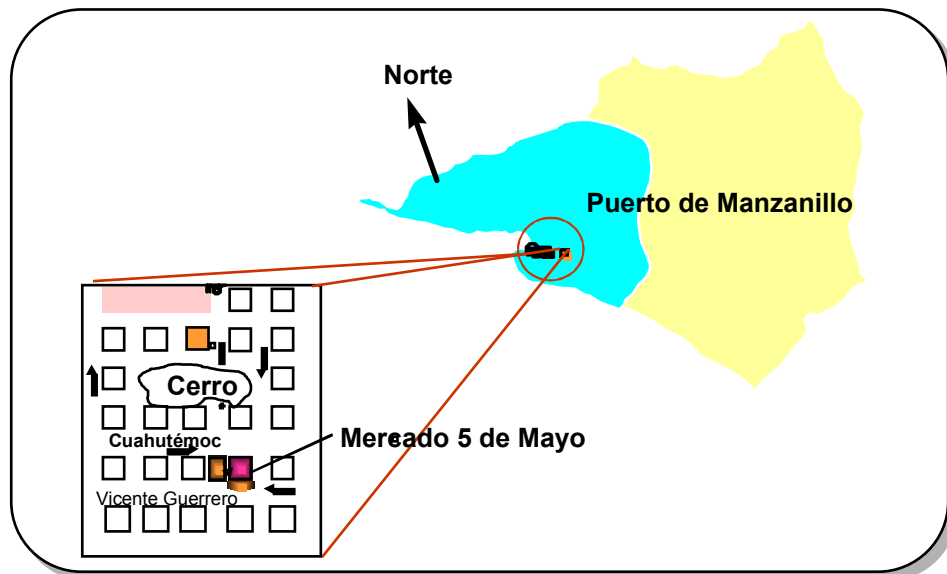 Norte
Puerto de Manzanillo
Cerro
Cuahutémoc
Mercado 5 de Mayo
Vicente Guerrero